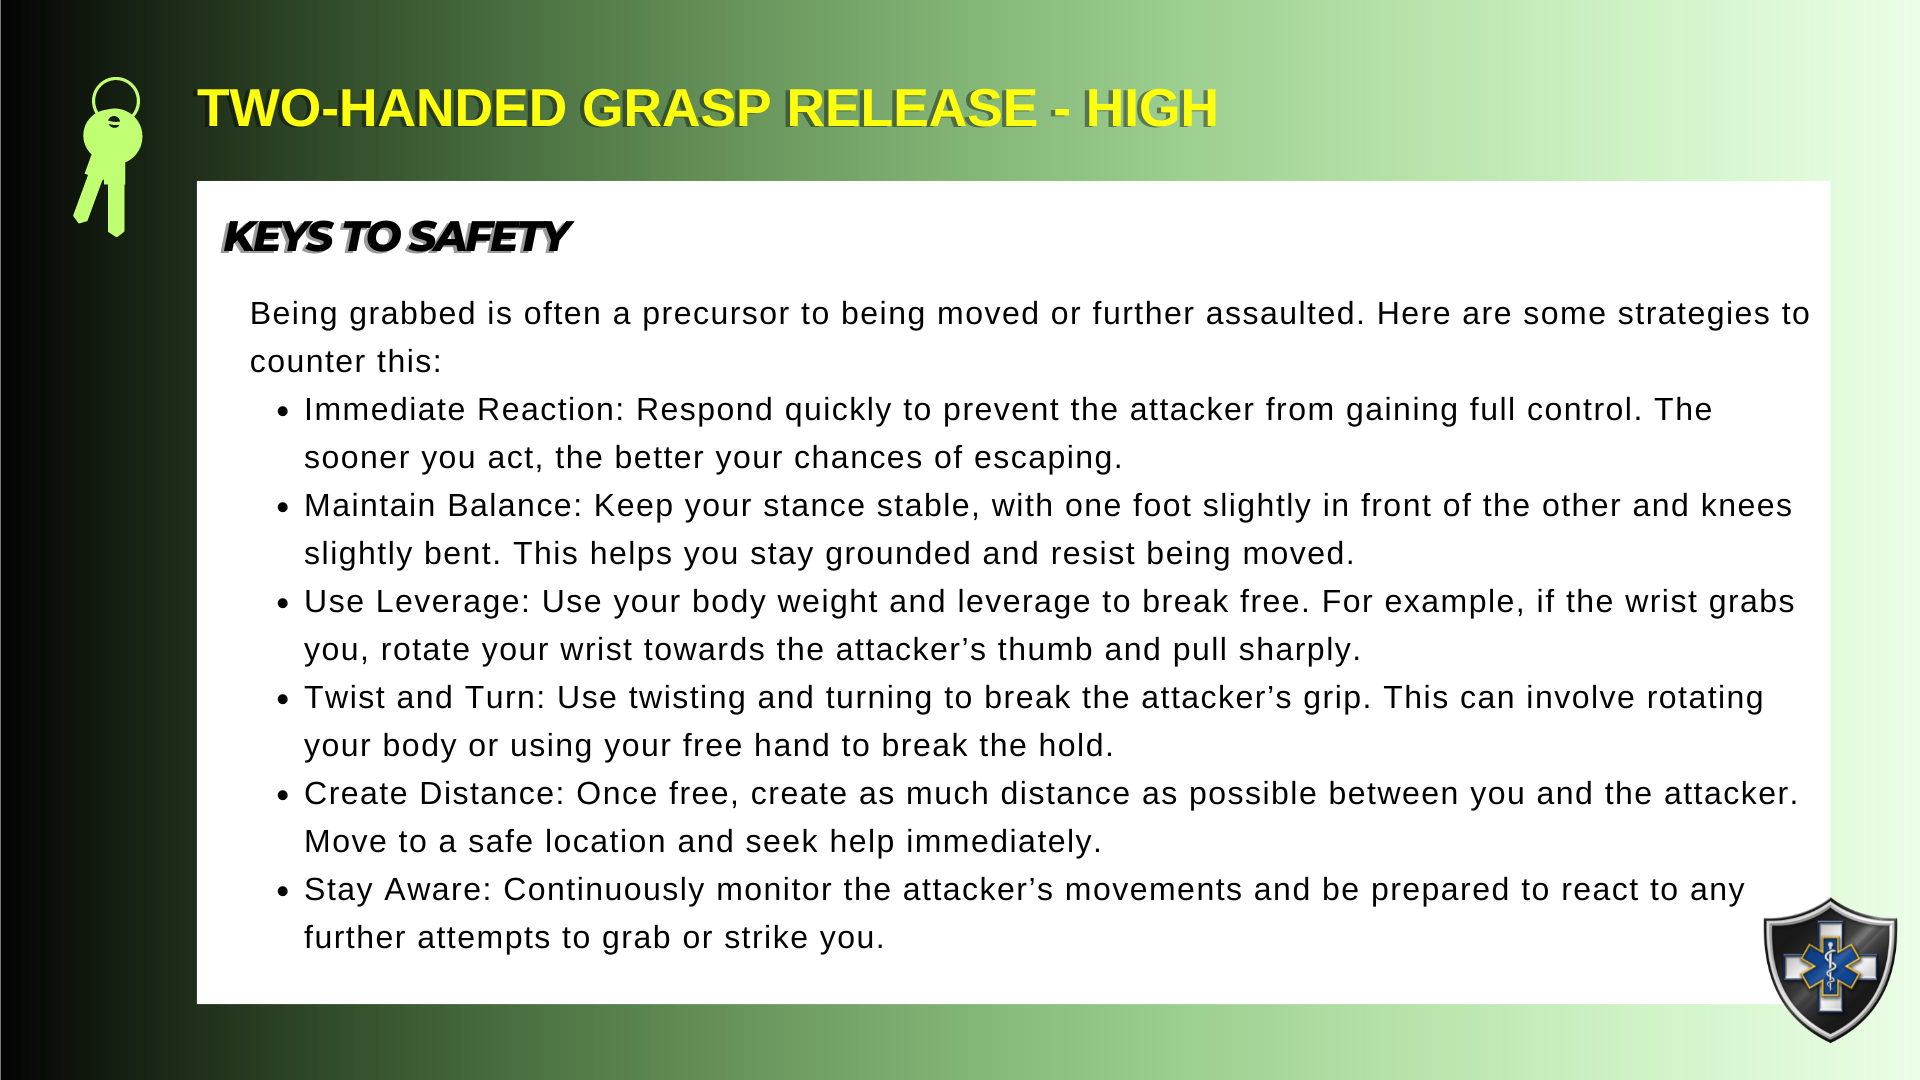 TWO-HANDED GRASP RELEASE - HIGH
KEYS TO SAFETY
Being grabbed is often a precursor to being moved or further assaulted. Here are some strategies to
counter this:
• Immediate Reaction: Respond quickly to prevent the attacker from gaining full control. The
sooner you act, the better your chances of escaping.
• Maintain Balance: Keep your stance stable, with one foot slightly in front of the other and knees
slightly bent. This helps you stay grounded and resist being moved.
• Use Leverage: Use your body weight and leverage to break free. For example, if the wrist grabs
you, rotate your wrist towards the attacker’s thumb and pull sharply.
• Twist and Turn: Use twisting and turning to break the attacker’s grip. This can involve rotating
your body or using your free hand to break the hold.
• Create Distance: Once free, create as much distance as possible between you and the attacker.
Move to a safe location and seek help immediately.
• Stay Aware: Continuously monitor the attacker’s movements and be prepared to react to any
further attempts to grab or strike you.